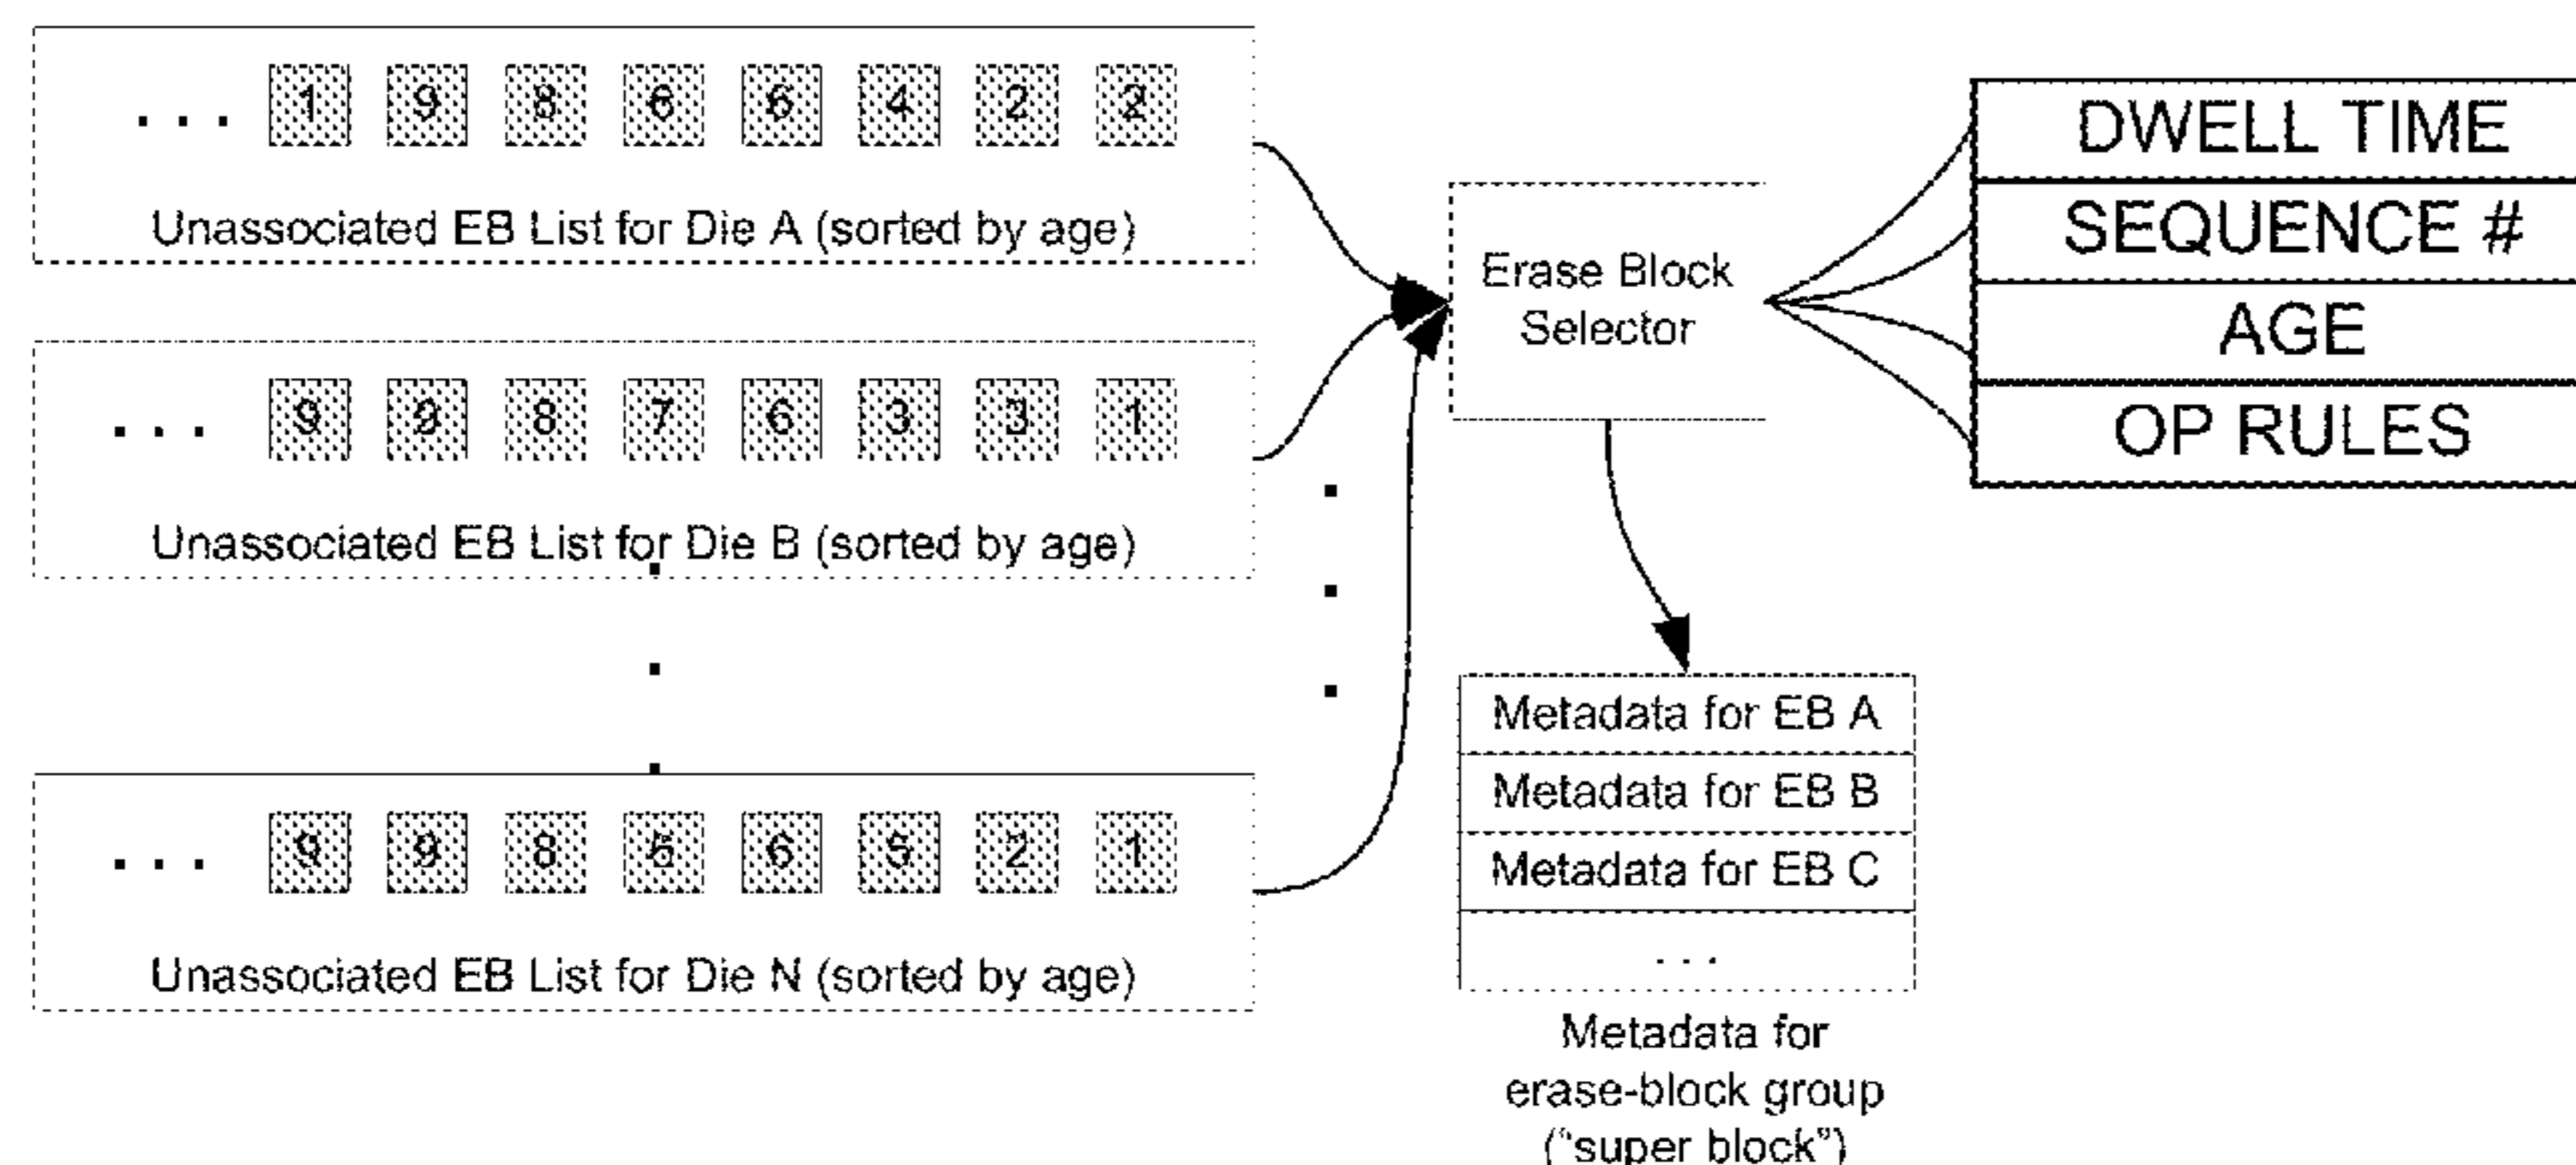 . . . 1 9 8 6 6 4 2 2
Unassociated EB List for Die A (sorted by age)
. . . 9 9 8 7 6 3 3 1
Unassociated EB List for Die B (sorted by age)
. . . 9 9 8 6 6 5 2 1
Unassociated EB List for Die N (sorted by age)
Erase Block
Selector
DWELL TIME
SEQUENCE #
AGE
OP RULES
Metadata for EB A
Metadata for EB B
Metadata for EB C
. . .
Metadata for
erase-block group
("super block")